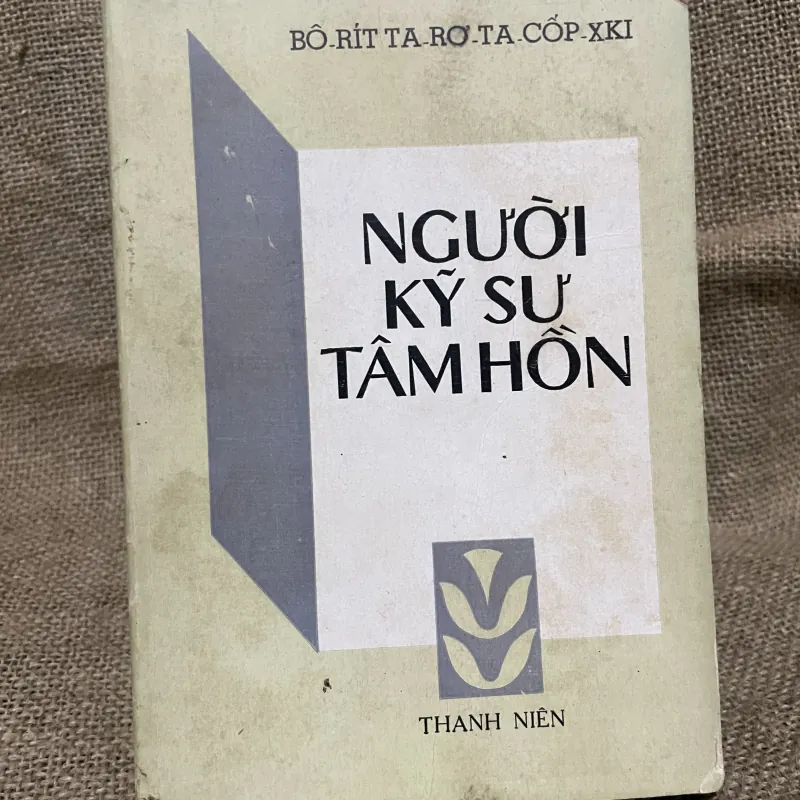 BÔ-RÍT TA-RƠ-TA-CỐP-XKI
NGƯỜI
KỸ SƯ
TÂM HỒN
THANH NIÊN